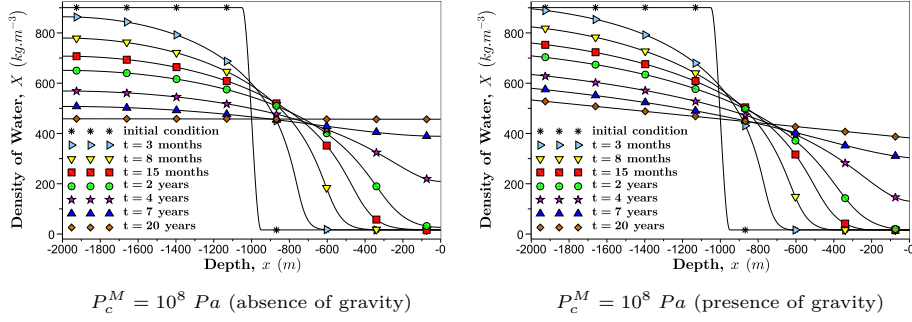 Density of Water, X (kg.m⁻³)
800
600
400
200
0
initial condition
t = 3 months
t = 8 months
t = 15 months
t = 2 years
t = 4 years
t = 7 years
t = 20 years
-2000 -1800 -1600 -1400 -1200 -1000 -800 -600 -400 -200 -0
Depth, x (m)
P_c^M = 10⁸ Pa (absence of gravity)
Density of Water, X (kg.m⁻³)
800
600
400
200
0
initial condition
t = 3 months
t = 8 months
t = 15 months
t = 2 years
t = 4 years
t = 7 years
t = 20 years
-2000 -1800 -1600 -1400 -1200 -1000 -800 -600 -400 -200 -0
Depth, x (m)
P_c^M = 10⁸ Pa (presence of gravity)